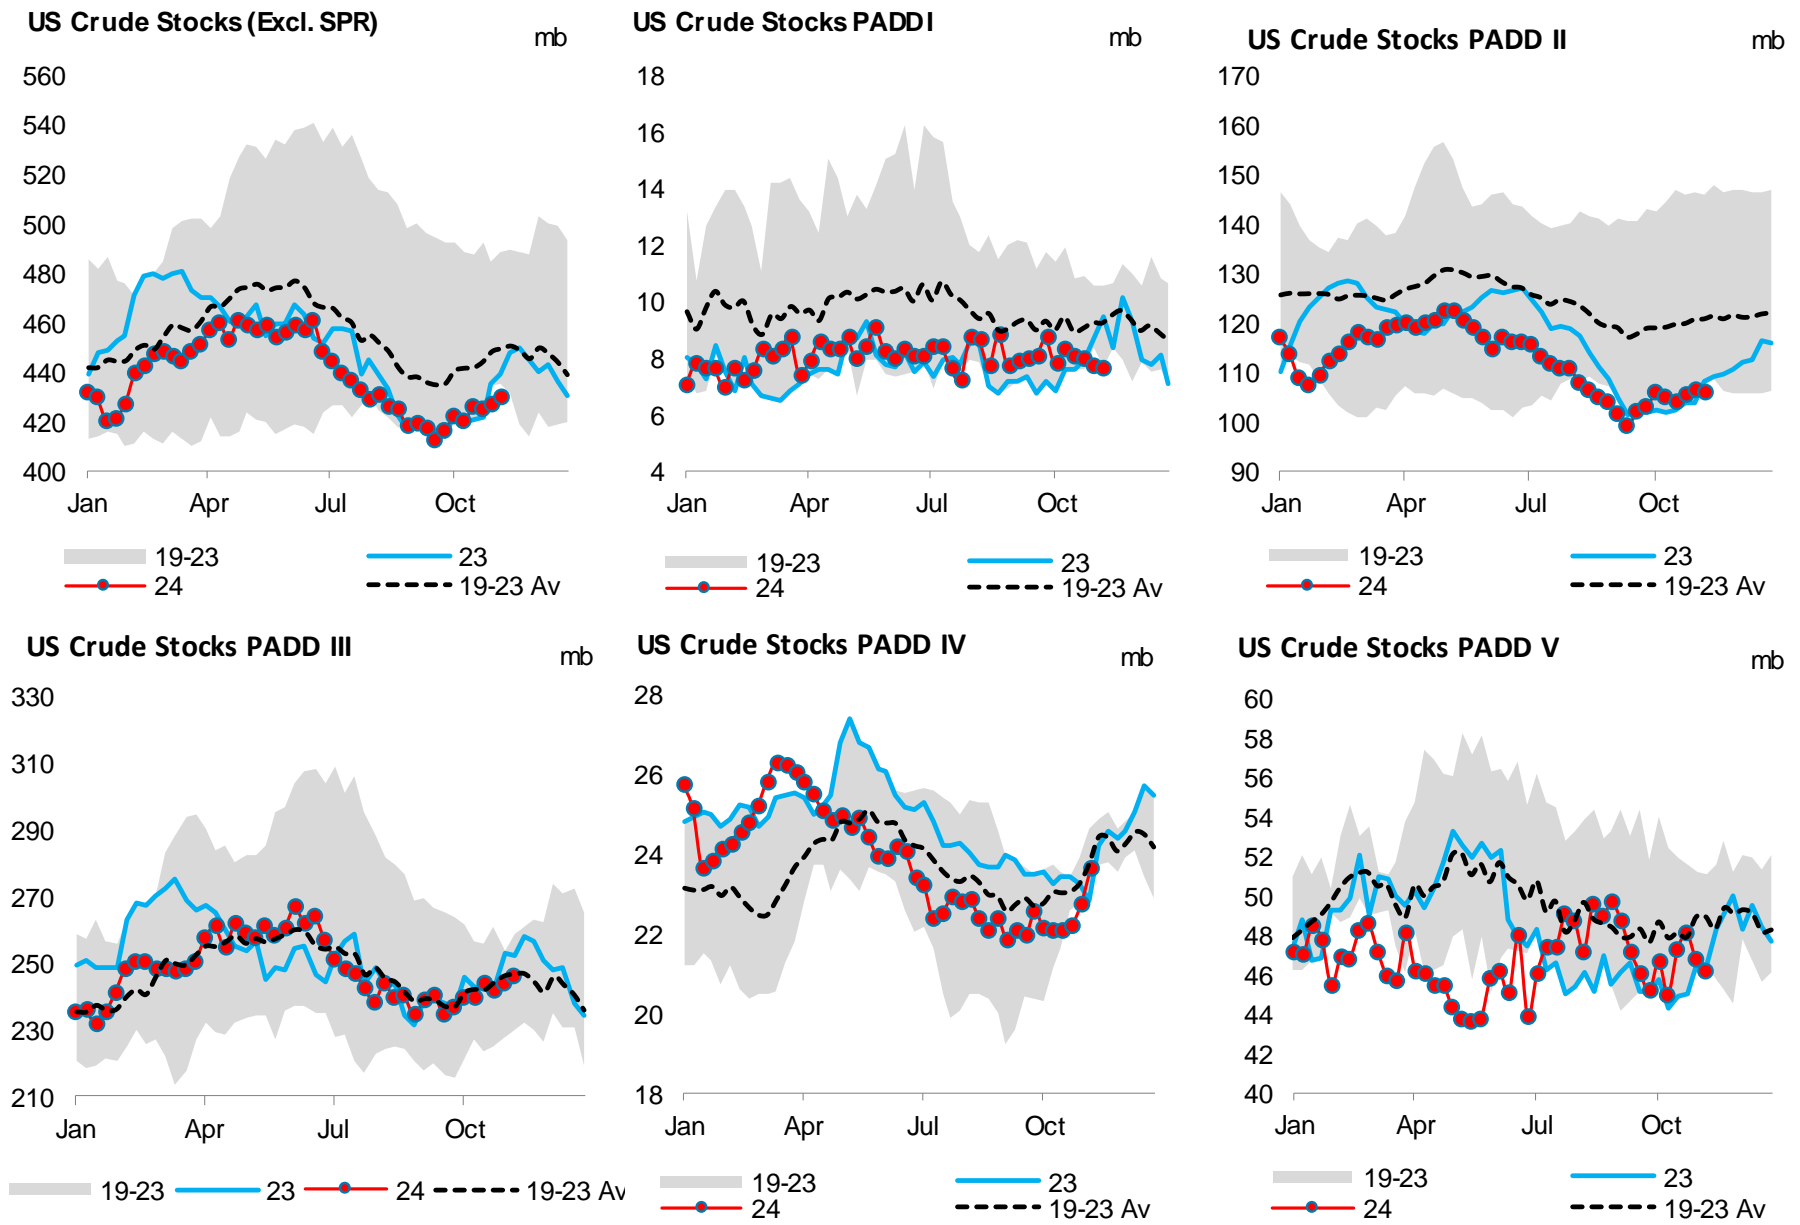 US Crude Stocks (Excl. SPR)
mb
560
540
520
500
480
460
440
420
400
Jan Apr Jul Oct
19-23 23
24 19-23 Av
US Crude Stocks PADD I
mb
18
16
14
12
10
8
6
4
Jan Apr Jul Oct
19-23 23
24 19-23 Av
US Crude Stocks PADD II
mb
170
160
150
140
130
120
110
100
90
Jan Apr Jul Oct
19-23 23
24 19-23 Av
US Crude Stocks PADD III
mb
330
310
290
270
250
230
210
Jan Apr Jul Oct
19-23 23 24 19-23 Av
US Crude Stocks PADD IV
mb
28
26
24
22
20
18
Jan Apr Jul Oct
19-23 23
24 19-23 Av
US Crude Stocks PADD V
mb
60
58
56
54
52
50
48
46
44
42
40
Jan Apr Jul Oct
19-23 23
24 19-23 Av